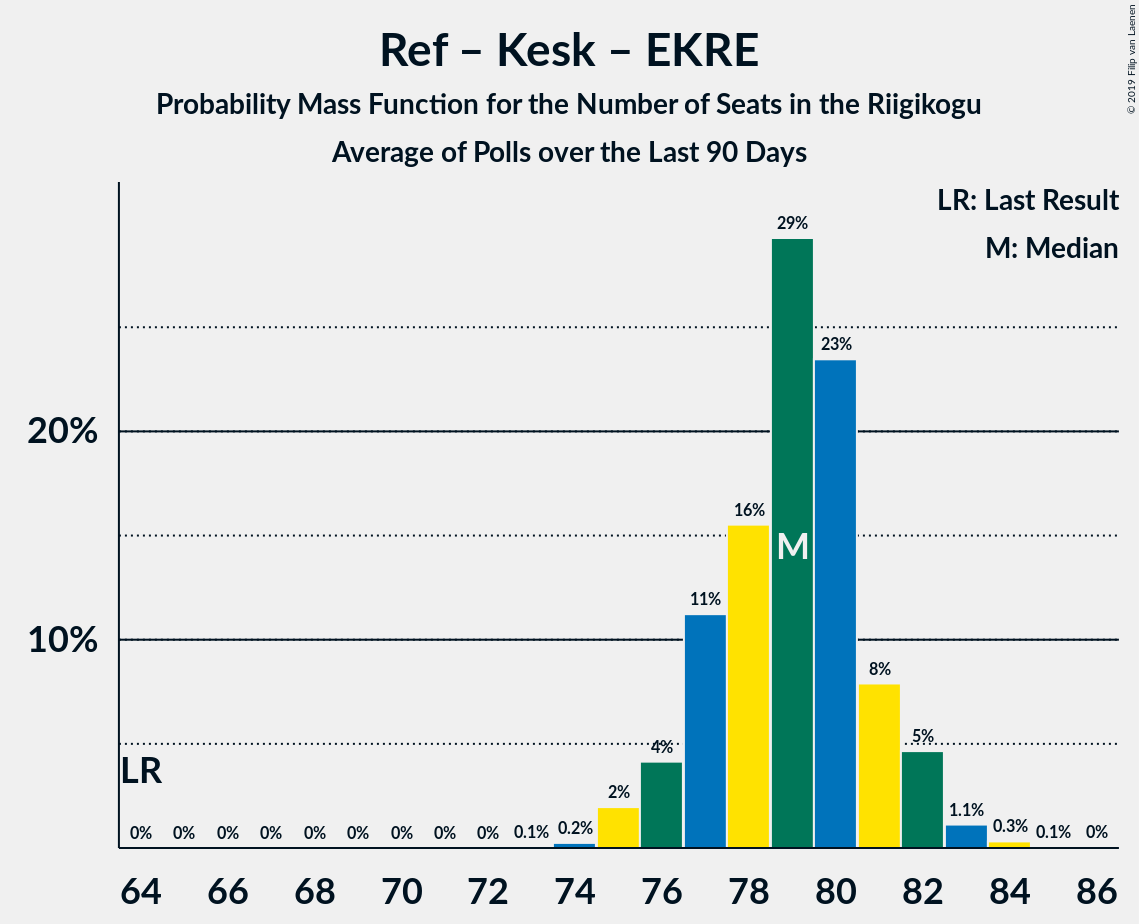 Ref – Kesk – EKRE
Probability Mass Function for the Number of Seats in the Riigikogu
Average of Polls over the Last 90 Days
© 2019 Filip van Laenen
LR: Last Result
M: Median
20%
10%
LR
M
0% 0% 0% 0% 0% 0% 0% 0% 0% 0.1% 0.2% 2% 4% 11% 16% 29% 23% 8% 5% 1.1% 0.3% 0.1% 0%
64 66 68 70 72 74 76 78 80 82 84 86